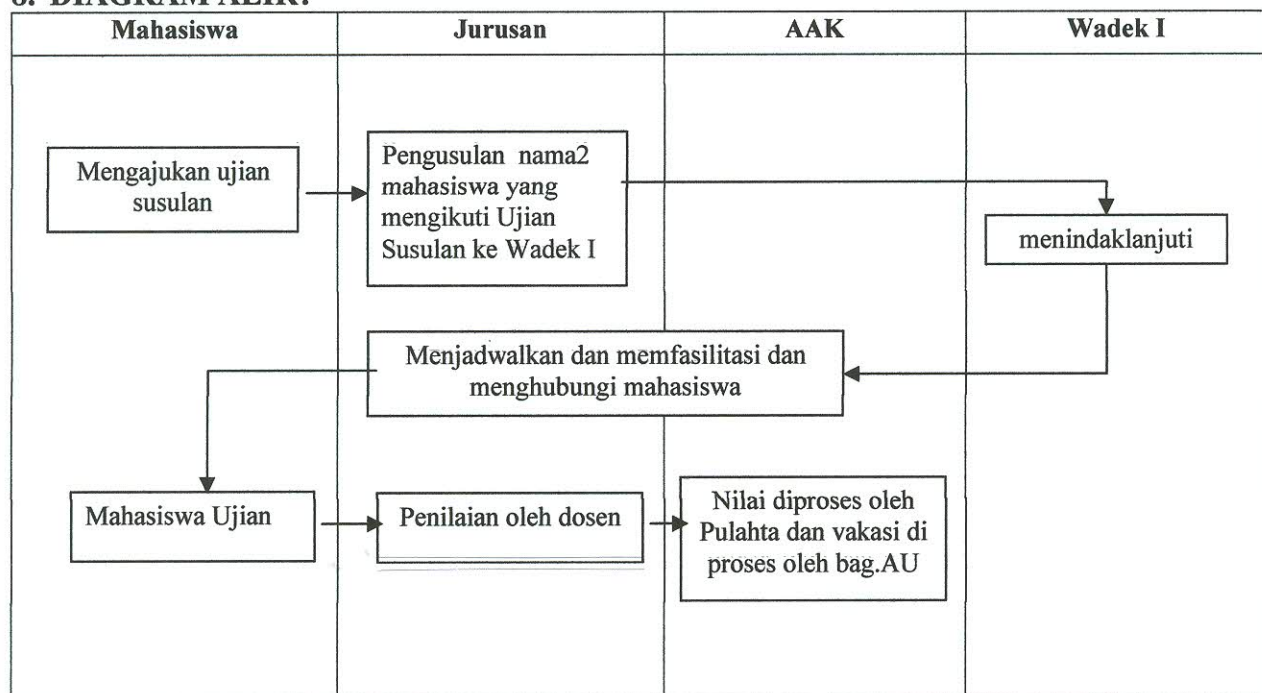 8. DIAGRAM ALIR:
Mahasiswa
Jurusan
AAK
Wadek I
Mengajukan ujian
susulan
Pengusulan nama2
mahasiswa yang
mengikuti Ujian
Susulan ke Wadek I
menindaklanjuti
Menjadwalkan dan memfasilitasi dan
menghubungi mahasiswa
Mahasiswa Ujian
Penilaian oleh dosen
Nilai diproses oleh
Pulahta dan vakasi di
proses oleh bag.AU